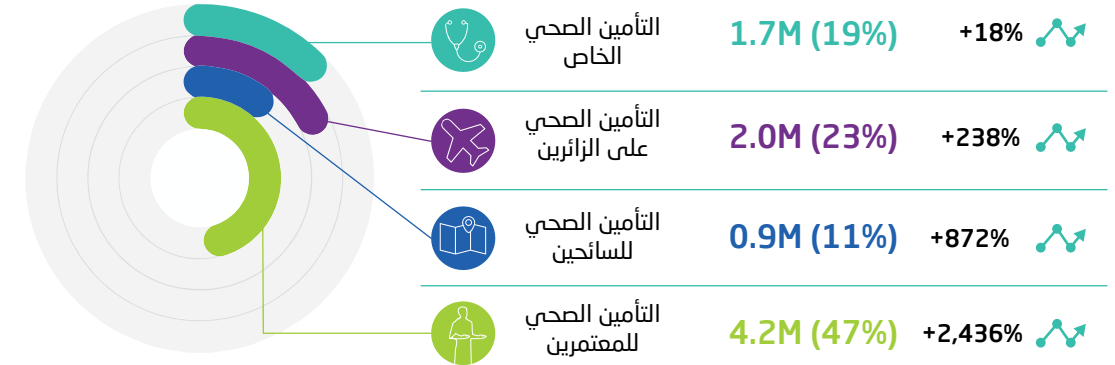 التأمين الصحي
الخاص
1.7M (19%)
+18%
التأمين الصحي
على الزائرين
2.0M (23%)
+238%
التأمين الصحي
للسائحين
0.9M (11%)
+872%
التأمين الصحي
للمعتمرين
4.2M (47%)
+2,436%